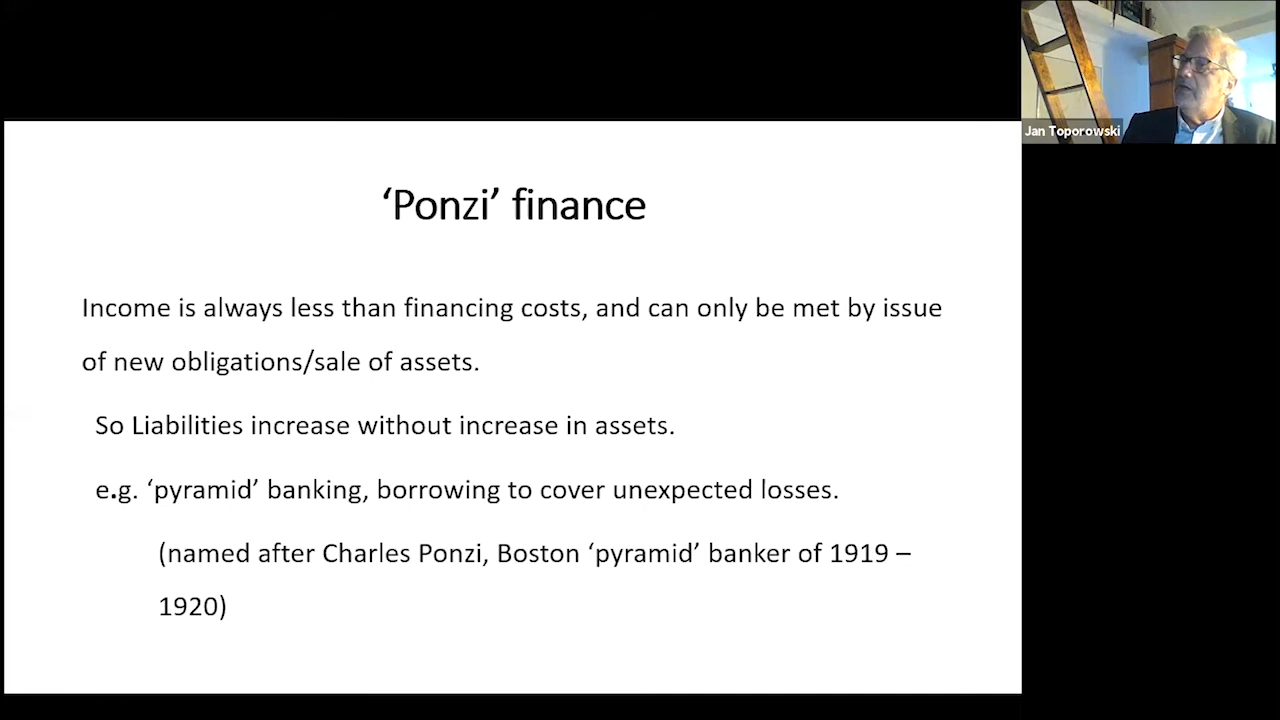 Jan Toporowski
‘Ponzi’ finance
Income is always less than financing costs, and can only be met by issue
of new obligations/sale of assets.
So Liabilities increase without increase in assets.
e.g. ‘pyramid’ banking, borrowing to cover unexpected losses.
(named after Charles Ponzi, Boston ‘pyramid’ banker of 1919 –
1920)